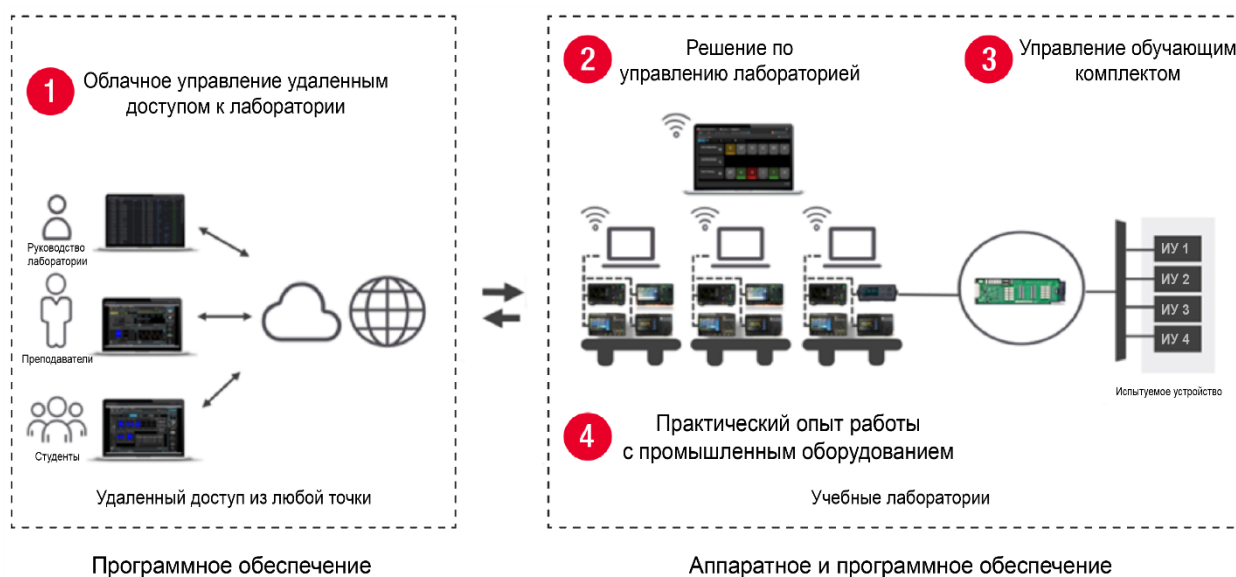 1
Облачное управление удаленным
доступом к лаборатории
Руководство
лаборатории
Преподаватели
Студенты
Удаленный доступ из любой точки
Программное обеспечение
2
Решение по
управлению лабораторией
3
Управление обучающим
комплектом
ИУ 1
ИУ 2
ИУ 3
ИУ 4
Испытуемое устройство
4
Практический опыт работы
с промышленным оборудованием
Учебные лаборатории
Аппаратное и программное обеспечение